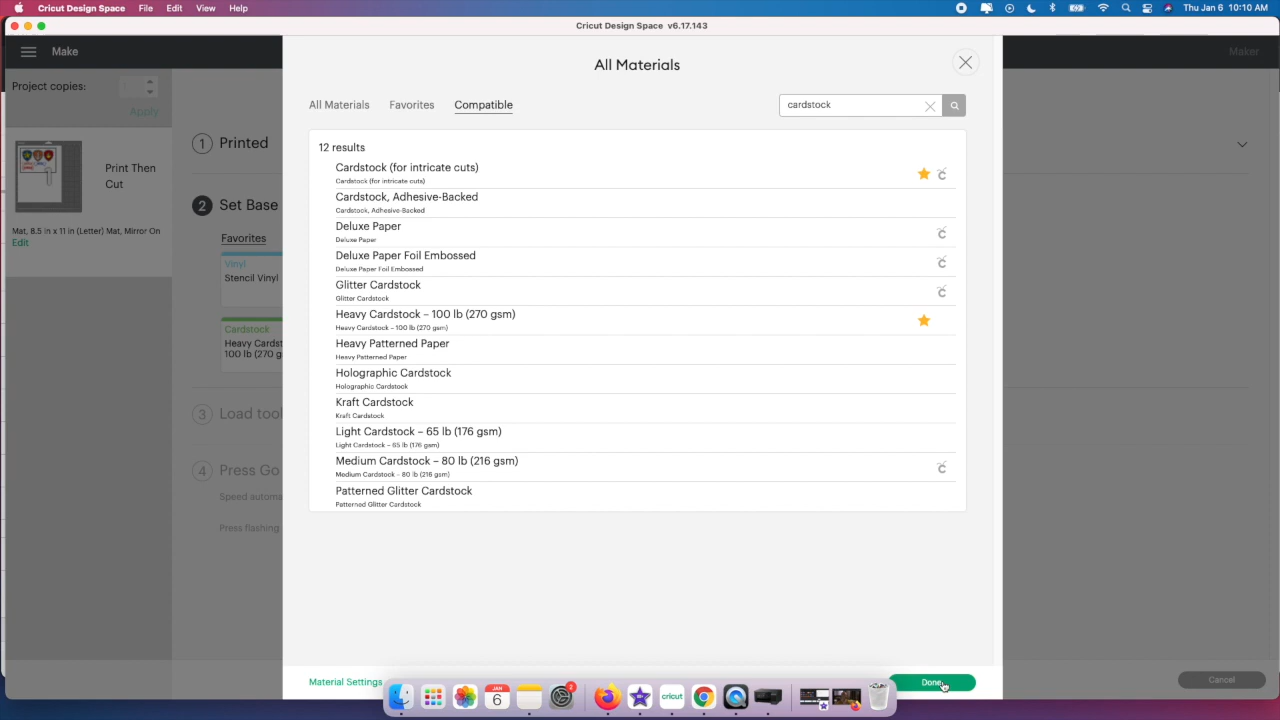 Cricut Design Space File Edit View Help Thu Jan 6 10:10 AM
Cricut Design Space v6.17.143
Make
Maker
Project copies:
Apply
Print Then
Cut
Mat, 8.5 in x 11 in (Letter) Mat, Mirror On
Edit
1 Printed
2 Set Base
Favorites
Vinyl
Stencil Vinyl
Cardstock
Heavy Cardst
100 lb (270 g
3 Load tool
4 Press Go
Speed automa
Press flashing
All Materials
All Materials Favorites Compatible
cardstock
12 results
Cardstock (for intricate cuts)
Cardstock (for intricate cuts)
Cardstock, Adhesive-Backed
Cardstock, Adhesive-Backed
Deluxe Paper
Deluxe Paper
Deluxe Paper Foil Embossed
Deluxe Paper Foil Embossed
Glitter Cardstock
Glitter Cardstock
Heavy Cardstock – 100 lb (270 gsm)
Heavy Cardstock – 100 lb (270 gsm)
Heavy Patterned Paper
Heavy Patterned Paper
Holographic Cardstock
Holographic Cardstock
Kraft Cardstock
Kraft Cardstock
Light Cardstock – 65 lb (176 gsm)
Light Cardstock – 65 lb (176 gsm)
Medium Cardstock – 80 lb (216 gsm)
Medium Cardstock – 80 lb (216 gsm)
Patterned Glitter Cardstock
Patterned Glitter Cardstock
Material Settings
Done
Cancel
JAN
6
cricut
2